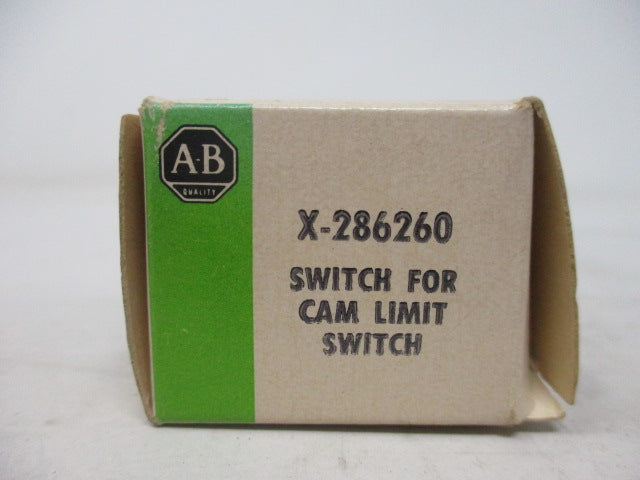 A-B
QUALITY
X-286260
SWITCH FOR
CAM LIMIT
SWITCH